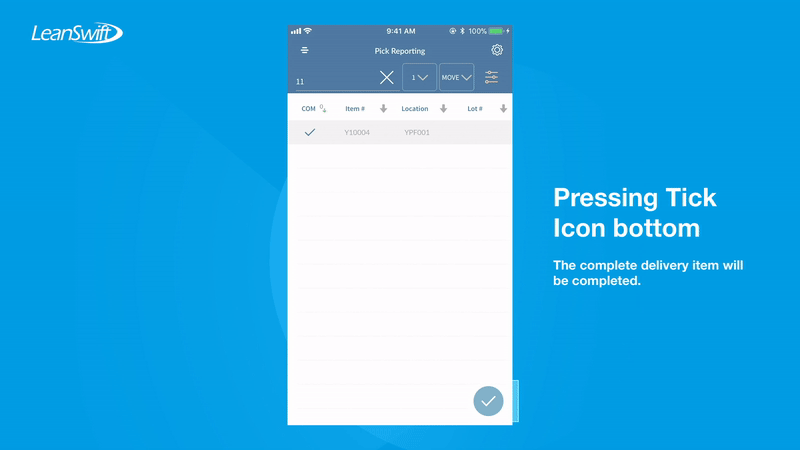 LeanSwift
9:41 AM
100%
Pick Reporting
11
1
MOVE
COM
Item #
Location
Lot #
Y10004
YPF001
Pressing Tick
Icon bottom
The complete delivery item will
be completed.